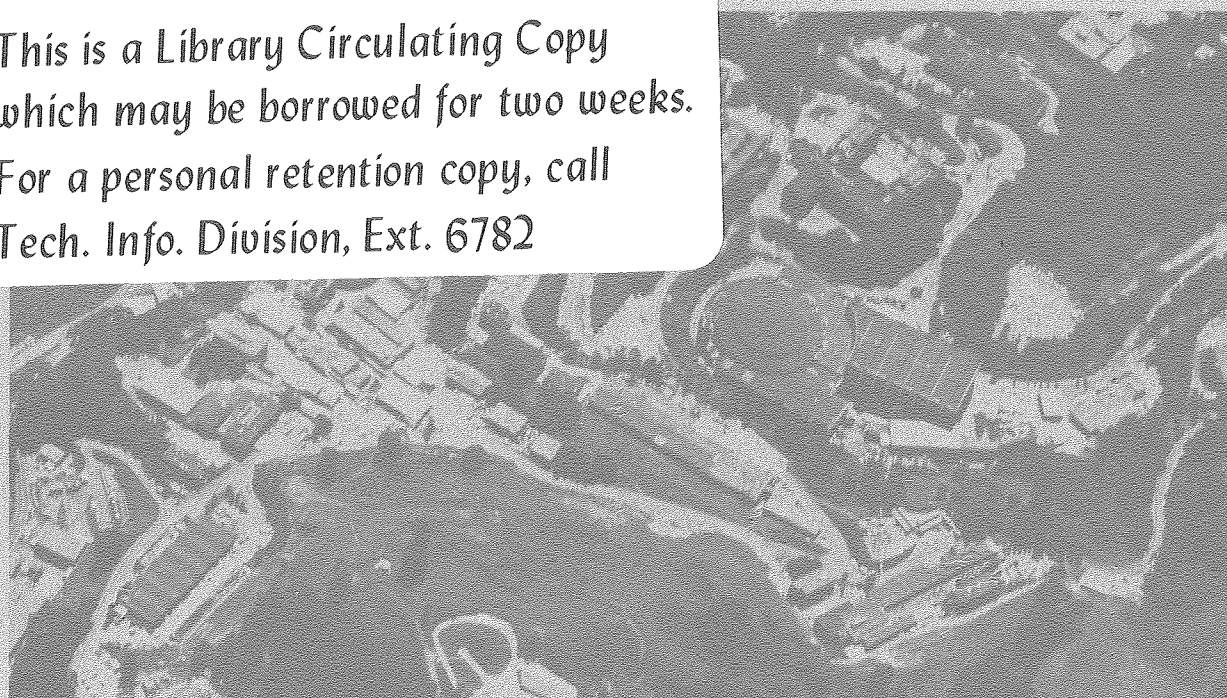 This is a Library Circulating Copy
which may be borrowed for two weeks.
For a personal retention copy, call
Tech. Info. Division, Ext. 6782